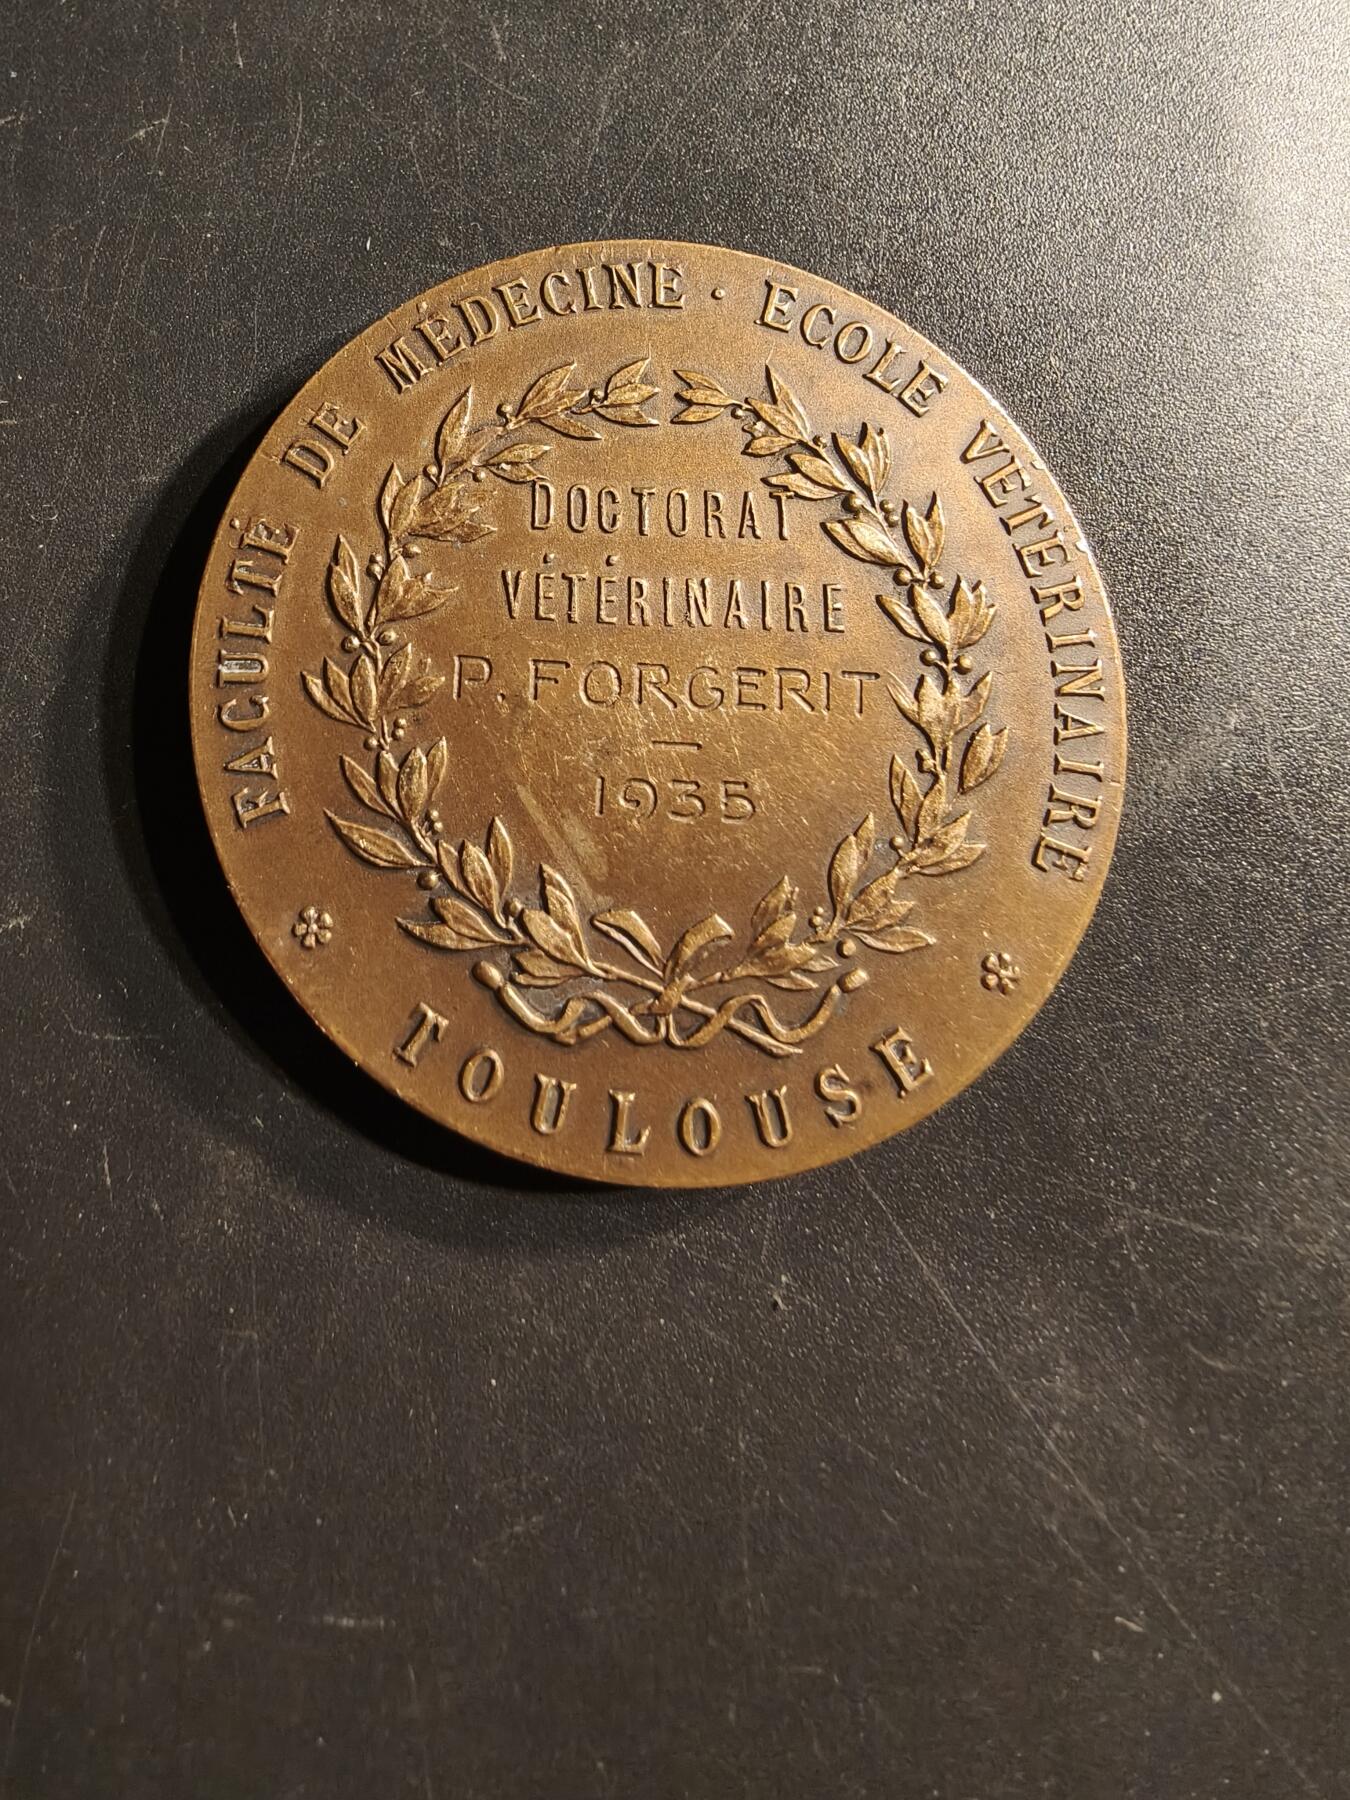 FACULTÉ DE MÉDECINE · ECOLE VÉTÉRINAIRE
DOCTORAT
VÉTÉRINAIRE
P. FORGERIT
—
1935
TOULOUSE